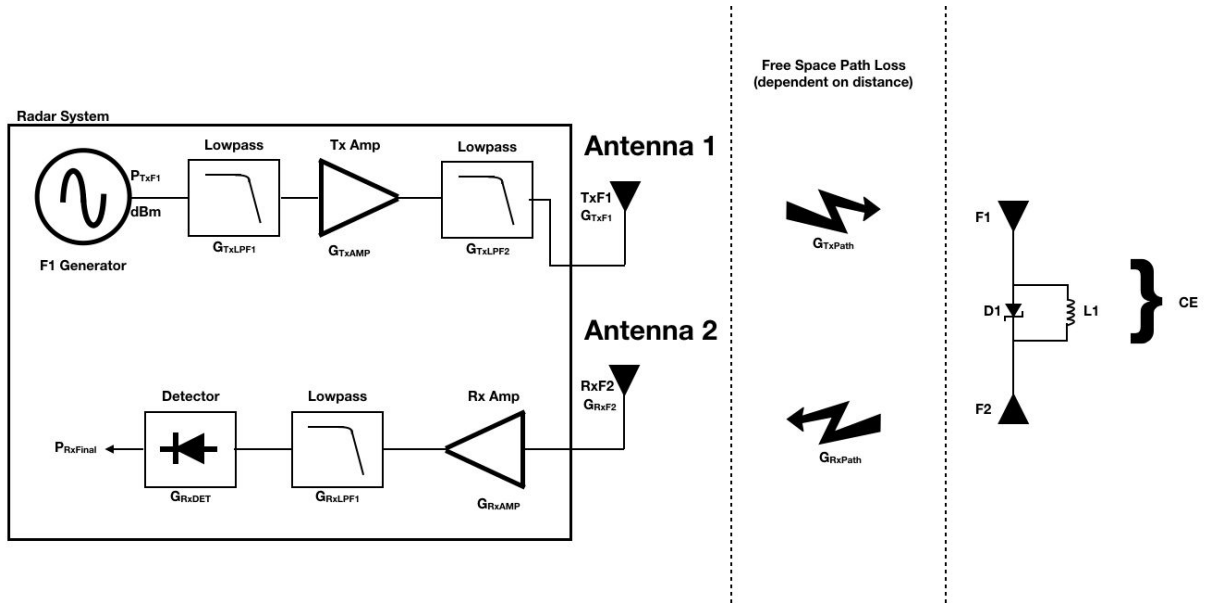 Free Space Path Loss
(dependent on distance)
Radar System
Antenna 1
Lowpass
Tx Amp
Lowpass
PTxF1
dBm
TxF1
GTxF1
F1
GTxLPF1
GTxAMP
GTxLPF2
GTxPath
F1 Generator
D1
L1
CE
Antenna 2
Detector
Lowpass
Rx Amp
RxF2
GRxF2
F2
PRxFinal
GRxPath
GRxDET
GRxLPF1
GRxAMP